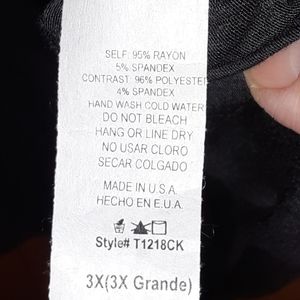 SELF: 95% RAYON
5% SPANDEX
CONTRAST: 96% POLYESTE
4% SPANDEX
HAND WASH COLD WATER
DO NOT BLEACH
HANG OR LINE DRY
NO USAR CLORO
SECAR COLGADO
MADE IN U.S.A.
HECHO EN E.U.A.
Style# T1218CK
3X(3X Grande)